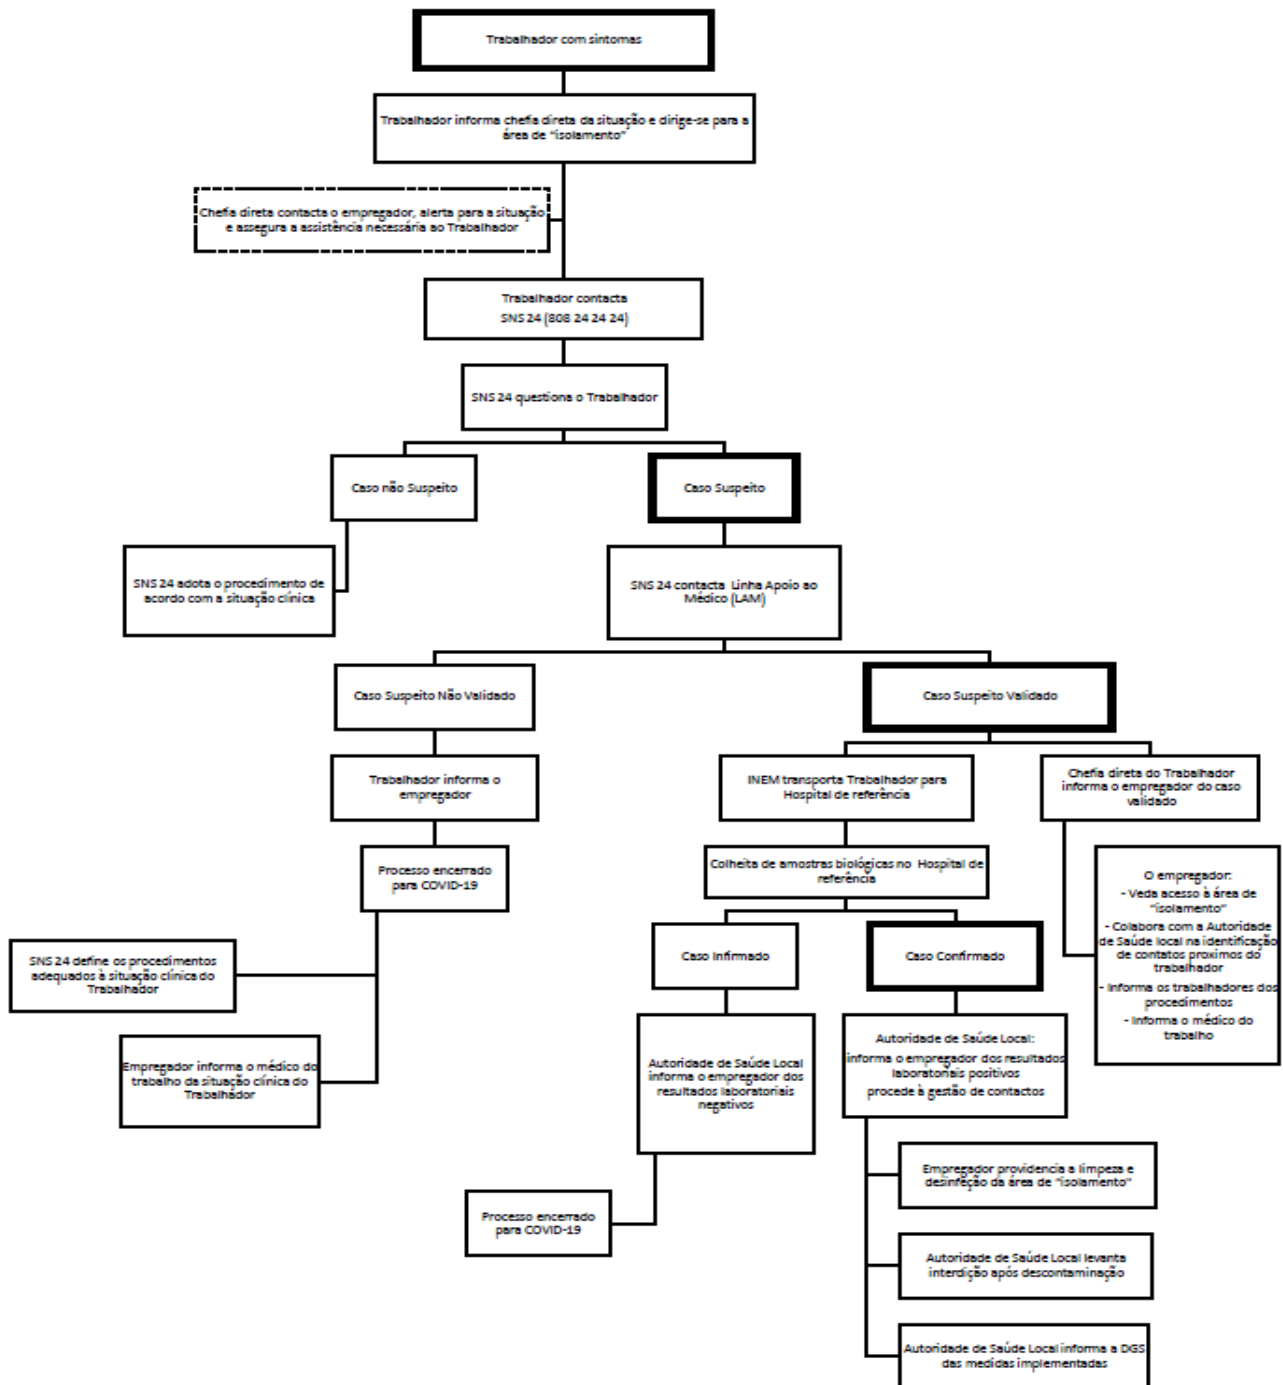 Trabalhador com sintomas
Trabalhador informa chefia direta da situação e dirige-se para a
área de “isolamento”
Chefia direta contacta o empregador, alerta para a situação
e assegura a assistência necessária ao Trabalhador
Trabalhador contacta
SNS 24 (808 24 24 24)
SNS 24 questiona o Trabalhador
Caso não Suspeito
Caso Suspeito
SNS 24 adota o procedimento de
acordo com a situação clínica
SNS 24 contacta Linha Apoio ao
Médico (LAM)
Caso Suspeito Não Validado
Caso Suspeito Validado
Trabalhador informa o
empregador
INEM transporta Trabalhador para
Hospital de referência
Chefia direta do Trabalhador
informa o empregador do caso
validado
Processo encerrado
para COVID-19
Colheita de amostras biológicas no Hospital de
referência
O empregador:
- Veda acesso à área de
“isolamento”
- Colabora com a Autoridade
de Saúde local na identificação
de contatos proximos do
trabalhador
- Informa os trabalhadores dos
procedimentos
- Informa o médico do
trabalho
SNS 24 define os procedimentos
adequados à situação clínica do
Trabalhador
Caso Infirmado
Caso Confirmado
Empregador informa o médico do
trabalho da situação clínica do
Trabalhador
Autoridade de Saúde Local
informa o empregador dos
resultados laboratoriais
negativos
Autoridade de Saúde Local:
informa o empregador dos resultados
laboratoriais positivos
procede à gestão de contactos
Processo encerrado
para COVID-19
Empregador providencia a limpeza e
desinfeção da área de “isolamento”
Autoridade de Saúde Local levanta
interdição após descontaminação
Autoridade de Saúde Local informa a DGS
das medidas implementadas